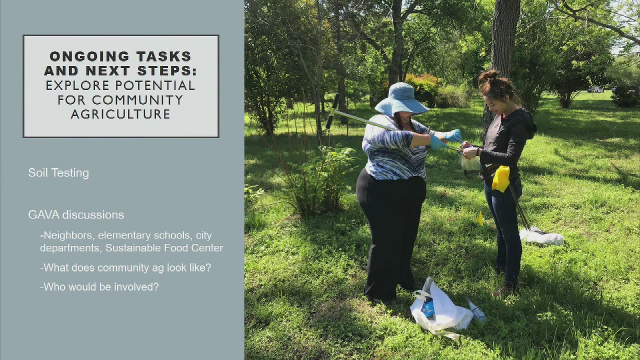 ONGOING TASKS
AND NEXT STEPS:
EXPLORE POTENTIAL
FOR COMMUNITY
AGRICULTURE
Soil Testing
GAVA discussions
-Neighbors, elementary schools, city
departments, Sustainable Food Center
-What does community ag look like?
-Who would be involved?